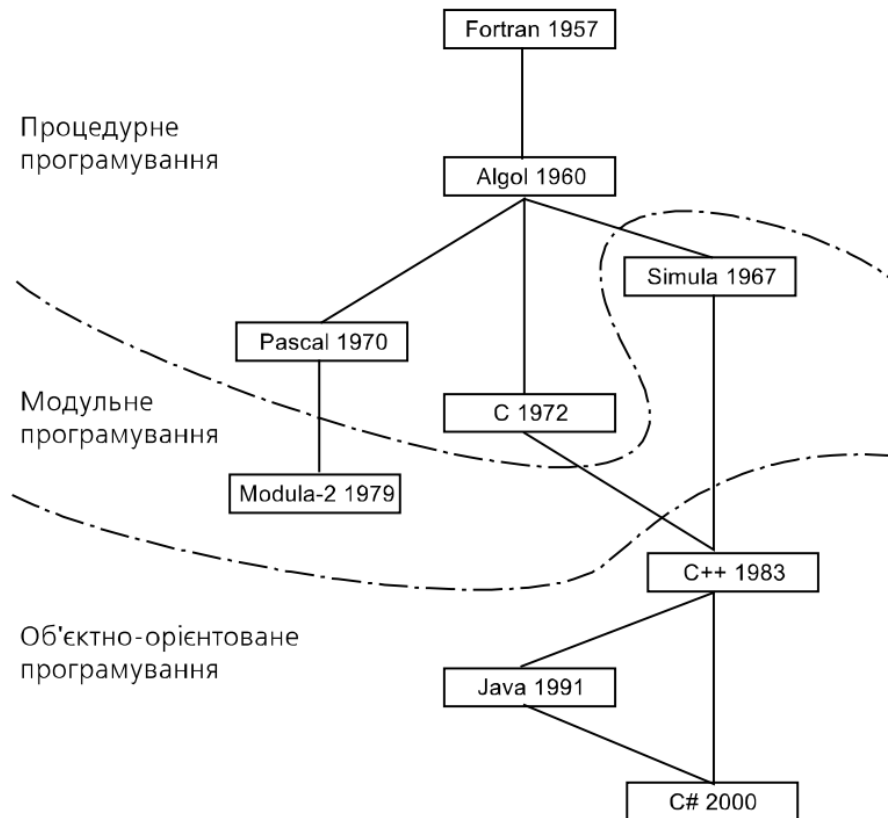 Fortran 1957
Процедурне
програмування
Algol 1960
Simula 1967
Pascal 1970
Модульне
програмування
C 1972
Modula-2 1979
C++ 1983
Об'єктно-орієнтоване
програмування
Java 1991
C# 2000